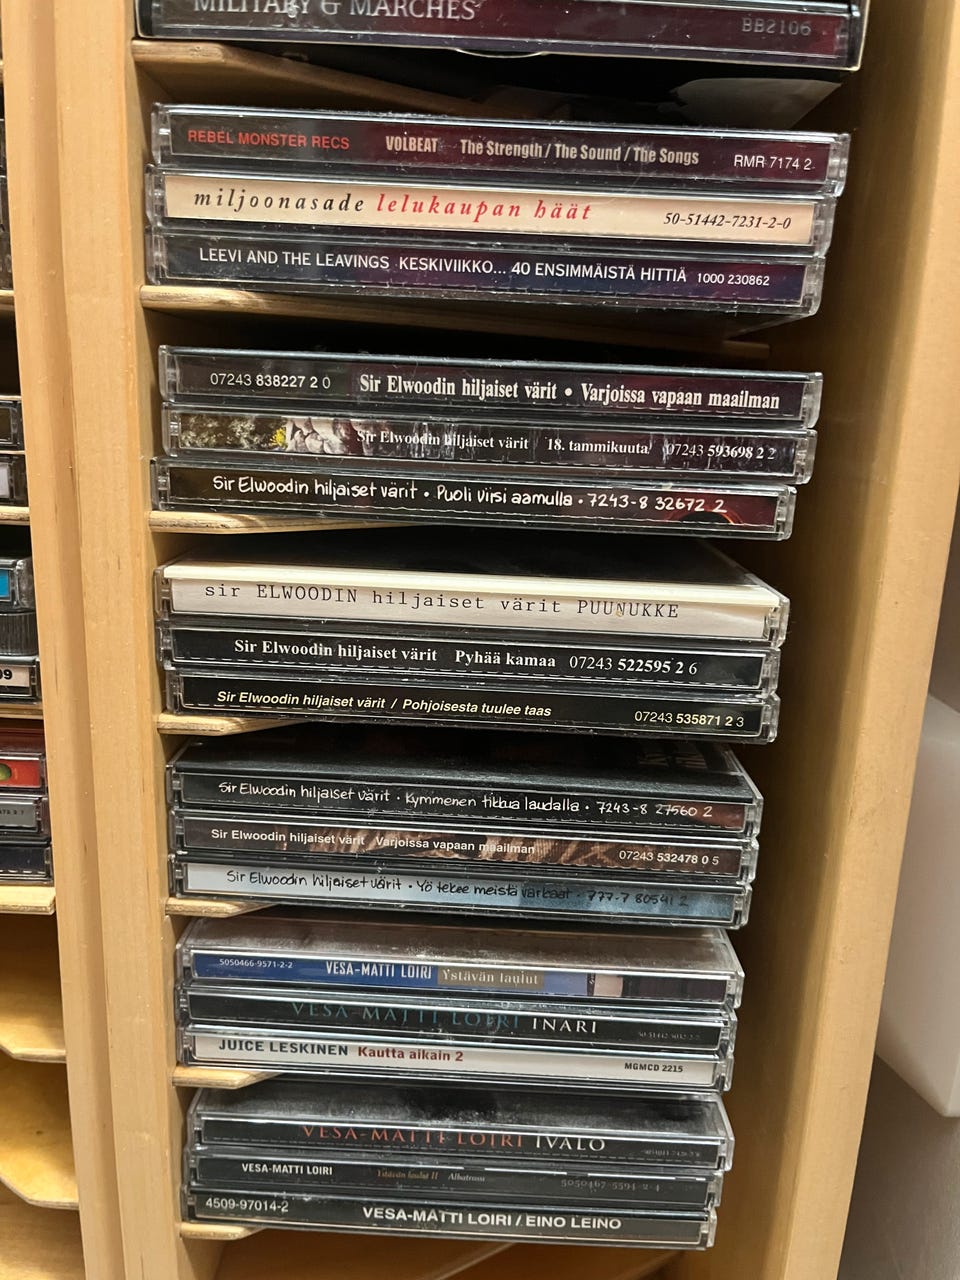 MILITARY & MARCHES BB2106
REBEL MONSTER RECS VOLBEAT The Strength / The Sound / The Songs RMR 7174 2
miljoonasade lelukaupan häät 50-51442-7231-2-0
LEEVI AND THE LEAVINGS KESKIVIIKKO... 40 ENSIMMÄISTÄ HITTIÄ 1000 230862
07243 838227 2 0 Sir Elwoodin hiljaiset värit • Varjoissa vapaan maailman
Sir Elwoodin hiljaiset värit 18. tammikuuta 07243 593698 2 2
Sir Elwoodin hiljaiset värit • Puoli viisi aamulla • 7243-8 32672 2
sir ELWOODIN hiljaiset värit PUUNUKKE
Sir Elwoodin hiljaiset värit Pyhää kamaa 07243 522595 2 6
Sir Elwoodin hiljaiset värit / Pohjoisesta tuulee taas 07243 535871 2 3
Sir Elwoodin hiljaiset värit • Kymmenen tikkua laudalla • 7243-8 27560 2
Sir Elwoodin hiljaiset värit Varjoissa vapaan maailman 07243 532478 0 5
Sir Elwoodin hiljaiset värit • Yö tekee meistä varkaat • 777-7 80541 2
5050466-9571-2-2 VESA-MATTI LOIRI Ystävän laulut
VESA-MATTI LOIRI INARI
JUICE LESKINEN Kautta aikain 2 MGMCD 2215
VESA-MATTI LOIRI IVALO
VESA-MATTI LOIRI Ystävän laulut II Albatrossi 5050467-5594-2-4
4509-97014-2 VESA-MATTI LOIRI / EINO LEINO